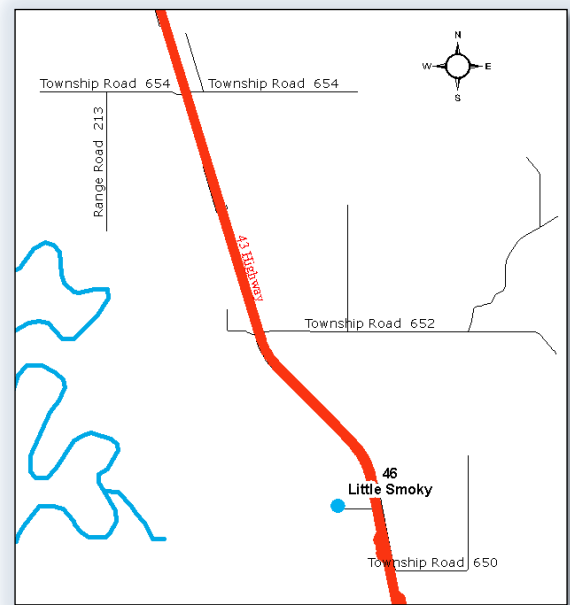 N
W E
S
Township Road 654
Township Road 654
Range Road 213
43 Highway
Township Road 652
46
Little Smoky
Township Road 650